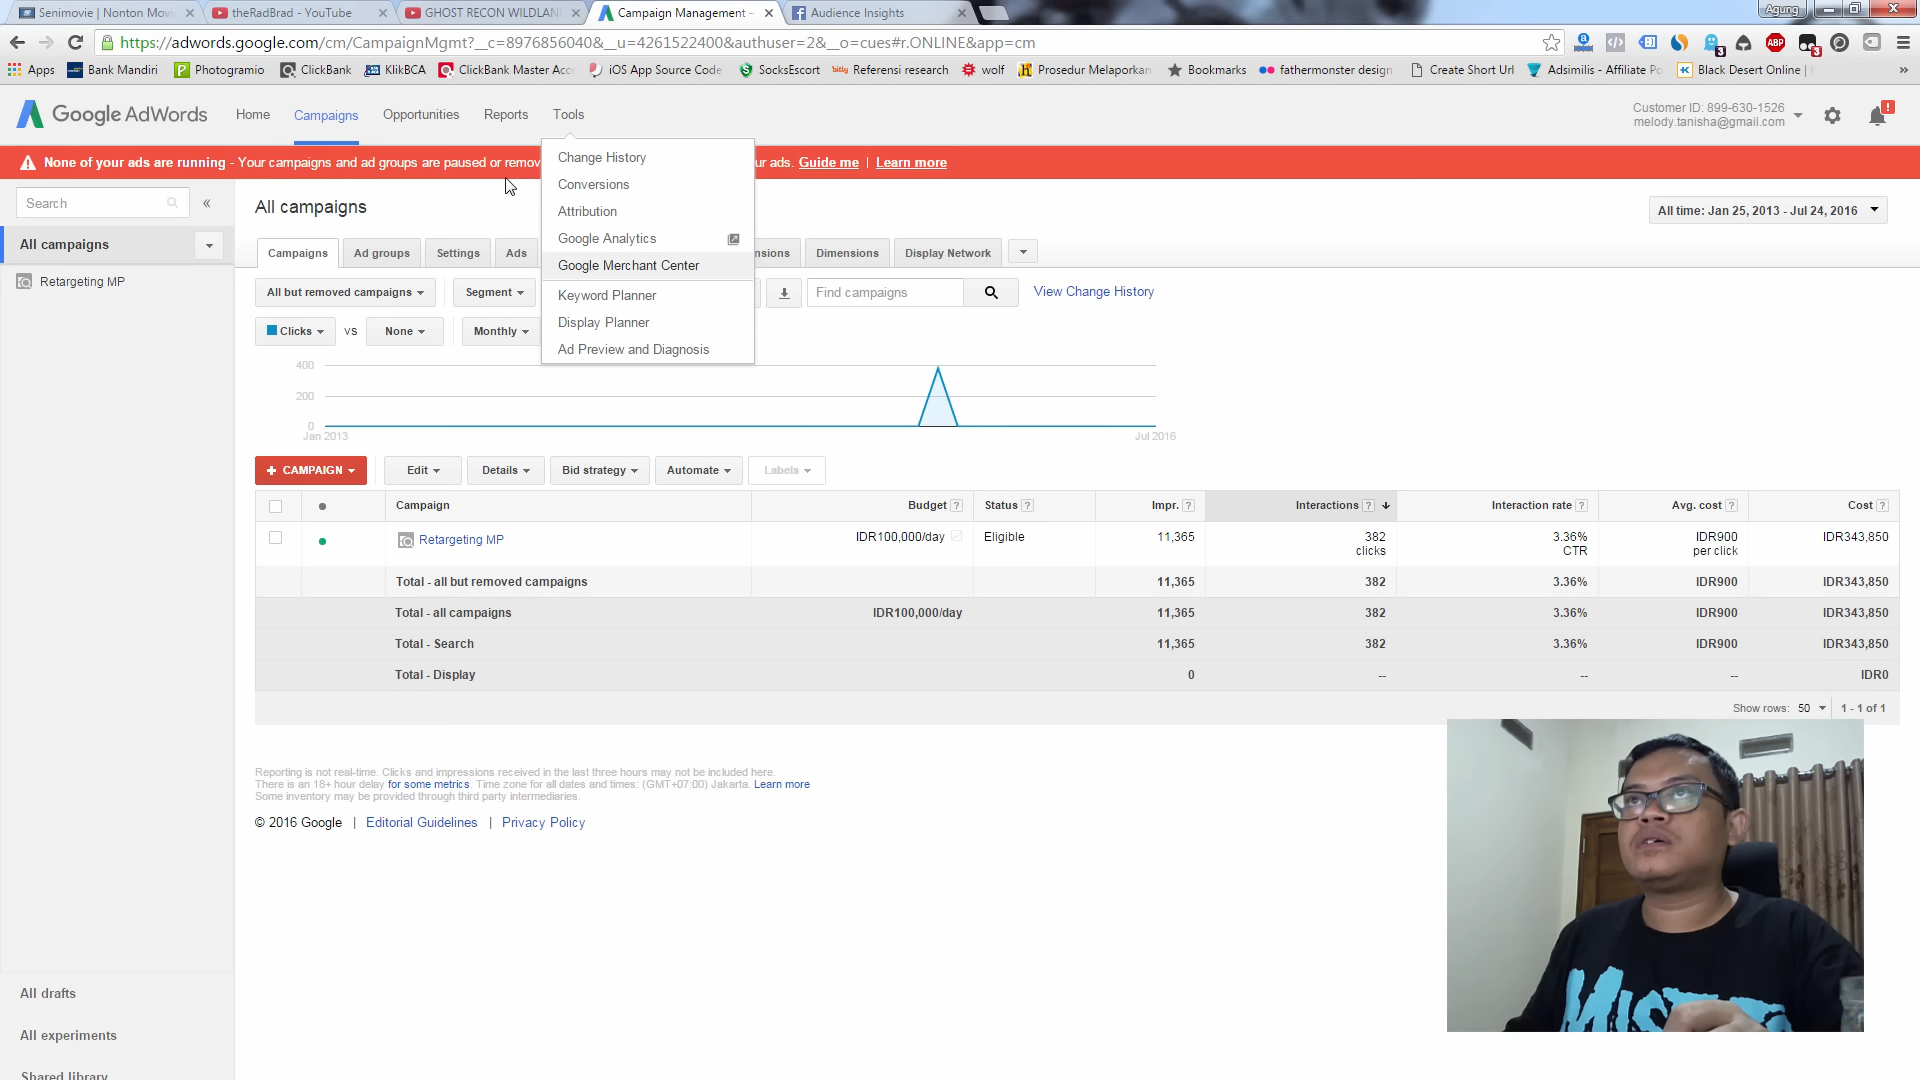 Senimovie | Nonton Movi
theRadBrad - YouTube
GHOST RECON WILDLAN
Campaign Management –
Audience Insights
Agung
https://adwords.google.com/cm/CampaignMgmt?__c=8976856040&__u=4261522400&authuser=2&__o=cues#r.ONLINE&app=cm
ABP
3
3
Apps
Bank Mandiri
Photogramio
ClickBank
KlikBCA
ClickBank Master Acc
iOS App Source Code
SocksEscort
bitly
Referensi research
wolf
Prosedur Melaporkan
Bookmarks
fathermonster design
Create Short Url
Adsimilis - Affiliate Po
Black Desert Online |
»
Google AdWords
Home
Campaigns
Opportunities
Reports
Tools
Customer ID: 899-630-1526
melody.tanisha@gmail.com
!
None of your ads are running - Your campaigns and ad groups are paused or remov
ur ads. Guide me | Learn more
Change History
Conversions
Attribution
Google Analytics
Google Merchant Center
Keyword Planner
Display Planner
Ad Preview and Diagnosis
Search
«
All campaigns
Retargeting MP
All campaigns
All time: Jan 25, 2013 - Jul 24, 2016
Campaigns
Ad groups
Settings
Ads
nsions
Dimensions
Display Network
All but removed campaigns
Segment
Find campaigns
View Change History
Clicks
VS
None
Monthly
400
200
0
Jan 2013
Jul 2016
+ CAMPAIGN
Edit
Details
Bid strategy
Automate
Labels
Campaign Budget ? Status ? Impr. ? Interactions ? Interaction rate ? Avg. cost ? Cost ?
Retargeting MP IDR100,000/day Eligible 11,365 382 3.36% IDR900 IDR343,850
clicks CTR per click
Total - all but removed campaigns 11,365 382 3.36% IDR900 IDR343,850
Total - all campaigns IDR100,000/day 11,365 382 3.36% IDR900 IDR343,850
Total - Search 11,365 382 3.36% IDR900 IDR343,850
Total - Display 0 -- -- -- IDR0
Show rows: 50 1 - 1 of 1
Reporting is not real-time. Clicks and impressions received in the last three hours may not be included here.
There is an 18+ hour delay for some metrics. Time zone for all dates and times: (GMT+07:00) Jakarta. Learn more
Some inventory may be provided through third party intermediaries.
© 2016 Google | Editorial Guidelines | Privacy Policy
All drafts
All experiments
Shared library